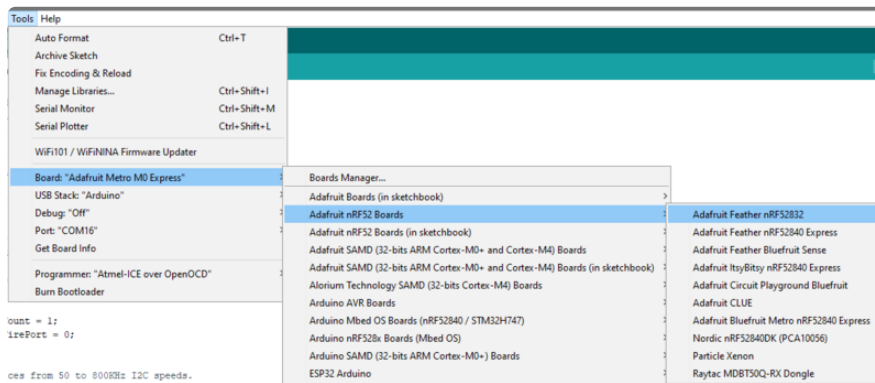 Tools Help
Auto Format Ctrl+T
Archive Sketch
Fix Encoding & Reload
Manage Libraries... Ctrl+Shift+I
Serial Monitor Ctrl+Shift+M
Serial Plotter Ctrl+Shift+L
WiFi101 / WiFiNINA Firmware Updater
Board: "Adafruit Metro M0 Express"
USB Stack: "Arduino"
Debug: "Off"
Port: "COM16"
Get Board Info
Programmer: "Atmel-ICE over OpenOCD"
Burn Bootloader
Boards Manager...
Adafruit Boards (in sketchbook)
Adafruit nRF52 Boards
Adafruit nRF52 Boards (in sketchbook)
Adafruit SAMD (32-bits ARM Cortex-M0+ and Cortex-M4) Boards
Adafruit SAMD (32-bits ARM Cortex-M0+ and Cortex-M4) Boards (in sketchbook)
Alorium Technology SAMD (32-bits Cortex-M4) Boards
Arduino AVR Boards
Arduino Mbed OS Boards (nRF52840 / STM32H747)
Arduino nRF528x Boards (Mbed OS)
Arduino SAMD (32-bits ARM Cortex-M0+) Boards
ESP32 Arduino
Adafruit Feather nRF52832
Adafruit Feather nRF52840 Express
Adafruit Feather Bluefruit Sense
Adafruit ItsyBitsy nRF52840 Express
Adafruit Circuit Playground Bluefruit
Adafruit CLUE
Adafruit Bluefruit Metro nRF52840 Express
Nordic nRF52840DK (PCA10056)
Particle Xenon
Raytac MDBT50Q-RX Dongle
ount = 1;
irePort = 0;
ces from 50 to 800KHz I2C speeds.